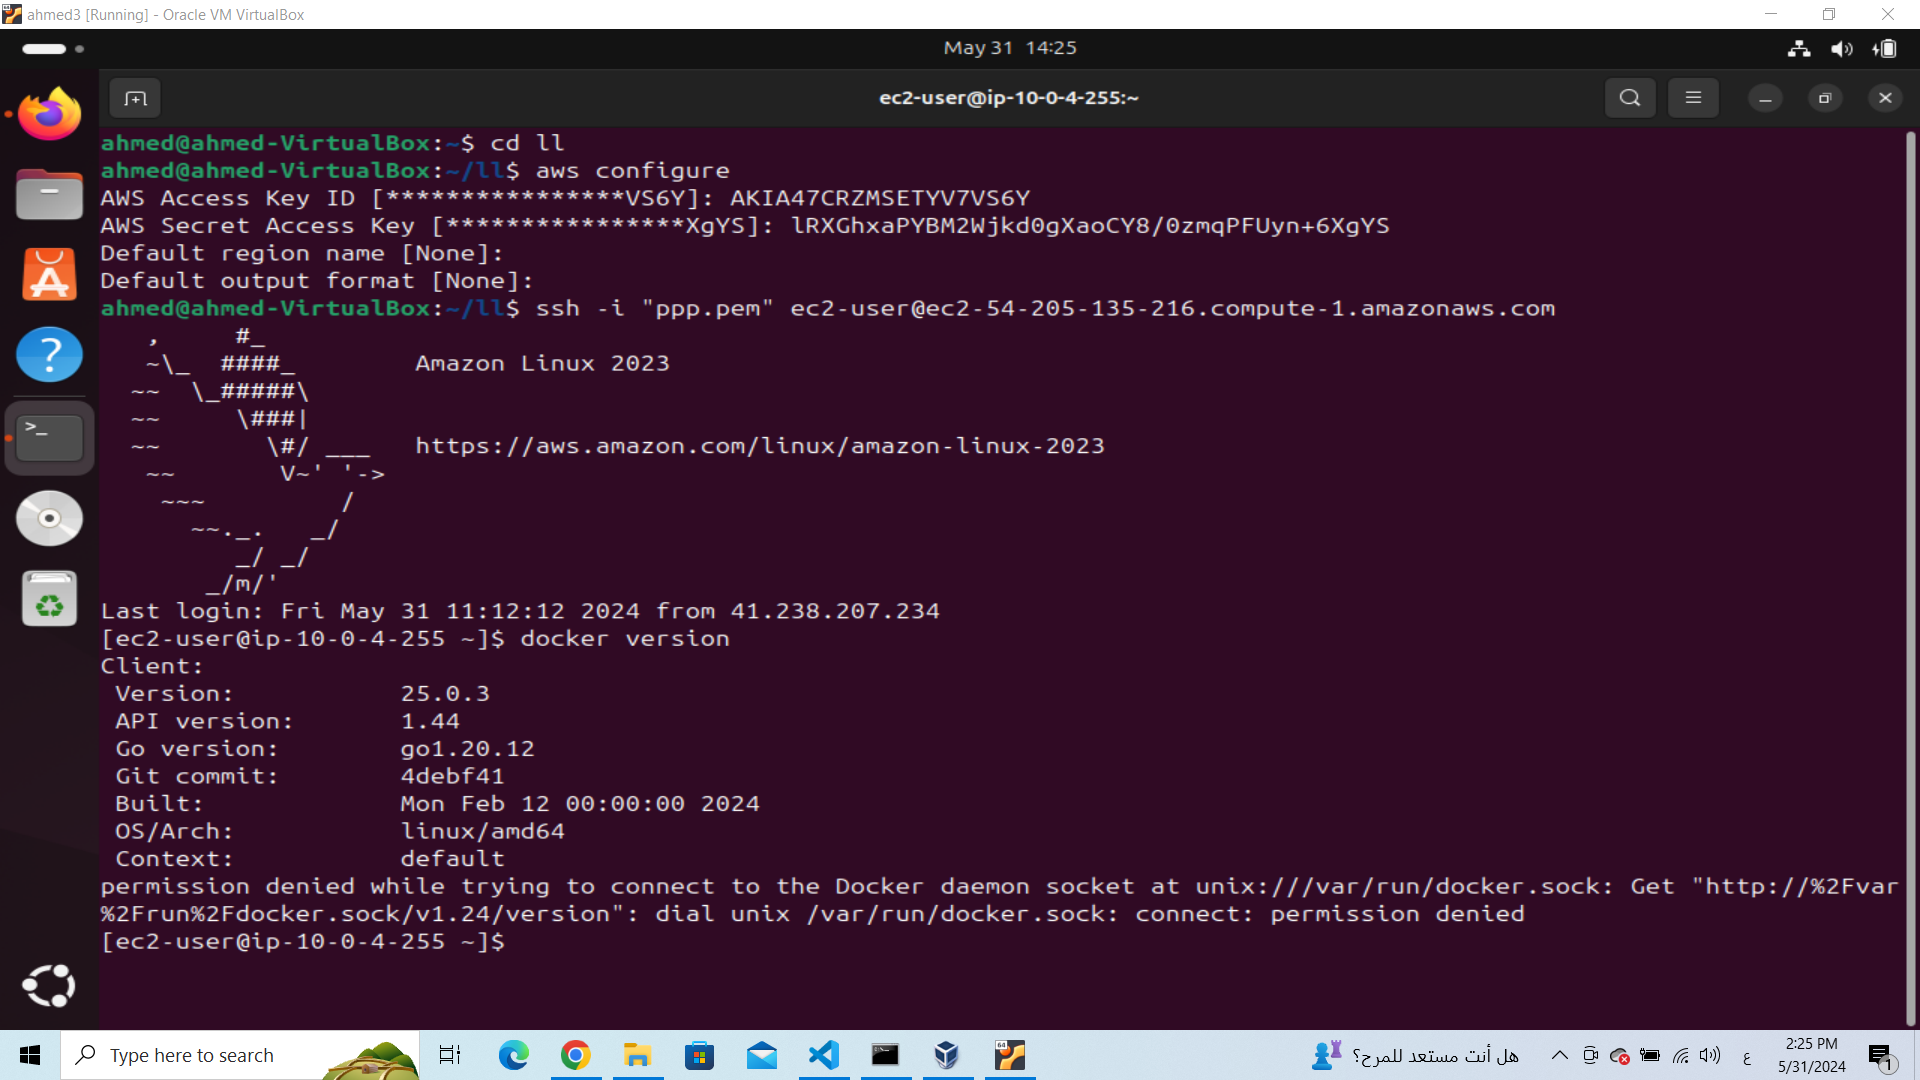 ahmed3 [Running] - Oracle VM VirtualBox
May 31 14:25
ec2-user@ip-10-0-4-255:~
ahmed@ahmed-VirtualBox:~$ cd ll
ahmed@ahmed-VirtualBox:~/ll$ aws configure
AWS Access Key ID [****************VS6Y]: AKIA47CRZMSETYV7VS6Y
AWS Secret Access Key [****************XgYS]: 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
Default region name [None]:
Default output format [None]:
ahmed@ahmed-VirtualBox:~/ll$ ssh -i "ppp.pem" ec2-user@ec2-54-205-135-216.compute-1.amazonaws.com
   ,     #_
   ~\_  ####_        Amazon Linux 2023
  ~~  \_#####\
  ~~     \###|
  ~~       \#/ ___   https://aws.amazon.com/linux/amazon-linux-2023
   ~~       V~' '->
    ~~~         /
      ~~._.   _/
         _/ _/
       _/m/'
Last login: Fri May 31 11:12:12 2024 from 41.238.207.234
[ec2-user@ip-10-0-4-255 ~]$ docker version
Client:
 Version:           25.0.3
 API version:       1.44
 Go version:        go1.20.12
 Git commit:        4debf41
 Built:             Mon Feb 12 00:00:00 2024
 OS/Arch:           linux/amd64
 Context:           default
permission denied while trying to connect to the Docker daemon socket at unix:///var/run/docker.sock: Get "http://%2Fvar
%2Frun%2Fdocker.sock/v1.24/version": dial unix /var/run/docker.sock: connect: permission denied
[ec2-user@ip-10-0-4-255 ~]$
Type here to search
هل أنت مستعد للمرح؟
ع
2:25 PM
5/31/2024
1